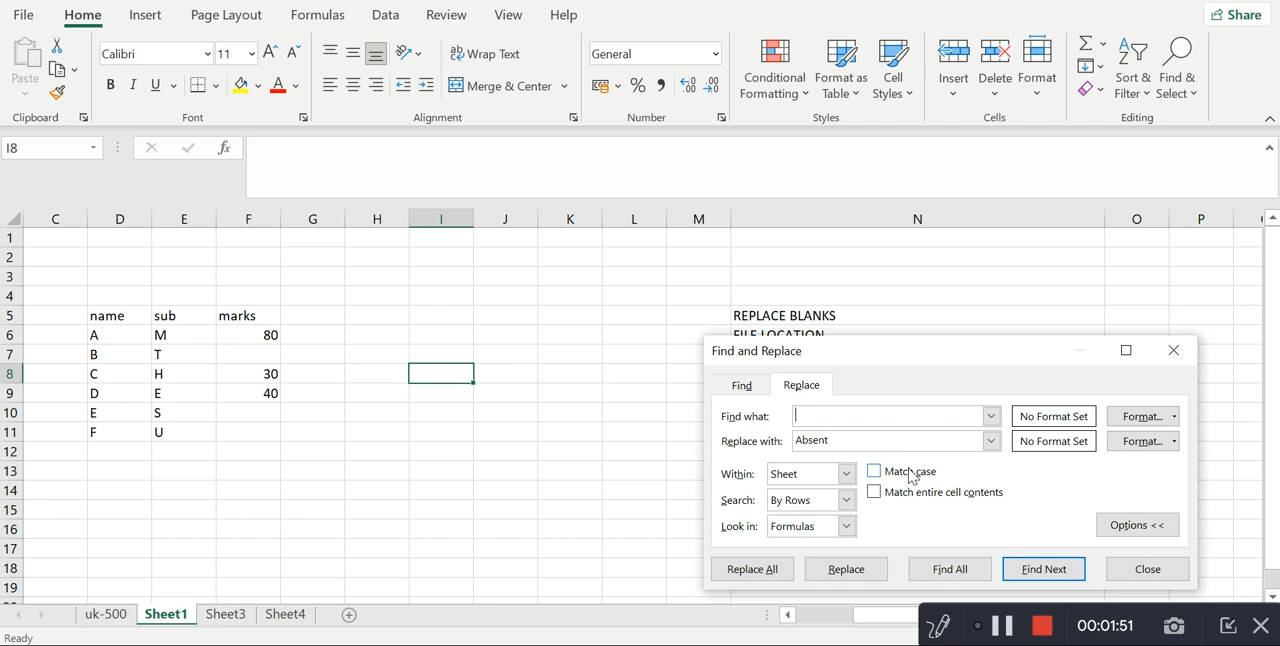 File Home Insert Page Layout Formulas Data Review View Help Share
Calibri 11 Wrap Text General
Paste B I U Merge & Center % , Conditional Formatting Format as Table Cell Styles Insert Delete Format Sort & Filter Find & Select
Clipboard Font Alignment Number Styles Cells Editing
I8 fx
C D E F G H I J K L M N O P
1
2
3
4
5 name sub marks REPLACE BLANKS
6 A M 80 FILE LOCATION
7 B T
8 C H 30
9 D E 40
10 E S
11 F U
12
13
14
15
16
17
18
19
Find and Replace
Find Replace
Find what: No Format Set Format...
Replace with: Absent No Format Set Format...
Within: Sheet Match case
Search: By Rows Match entire cell contents
Look in: Formulas Options <<
Replace All Replace Find All Find Next Close
uk-500 Sheet1 Sheet3 Sheet4
00:01:51
Ready